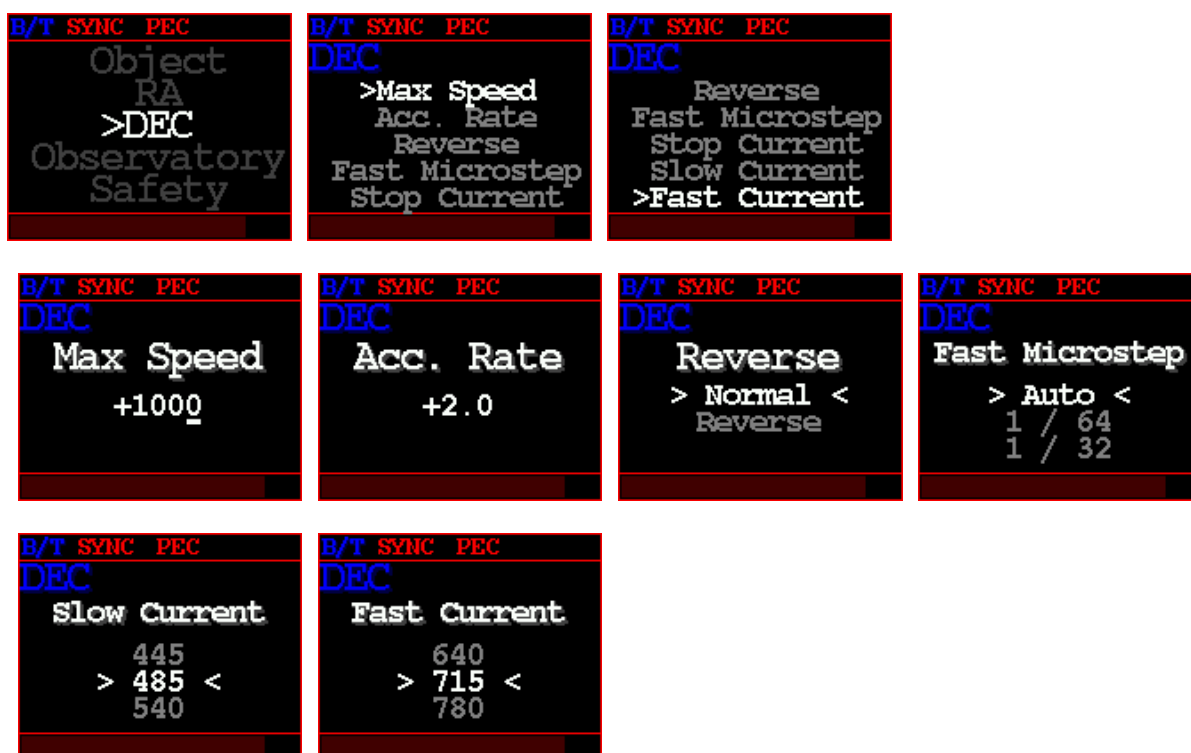 B/T SYNC PEC
Object
RA
>DEC
Observatory
Safety
B/T SYNC PEC
DEC
>Max Speed
Acc. Rate
Reverse
Fast Microstep
Stop Current
B/T SYNC PEC
DEC
Reverse
Fast Microstep
Stop Current
Slow Current
>Fast Current
B/T SYNC PEC
DEC
Max Speed
+1000
B/T SYNC PEC
DEC
Acc. Rate
+2.0
B/T SYNC PEC
DEC
Reverse
> Normal <
Reverse
B/T SYNC PEC
DEC
Fast Microstep
> Auto <
1 / 64
1 / 32
B/T SYNC PEC
DEC
Slow Current
445
> 485 <
540
B/T SYNC PEC
DEC
Fast Current
640
> 715 <
780